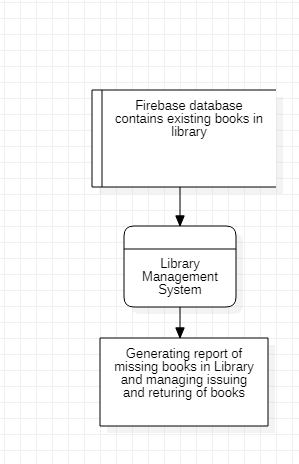 Firebase database
contains existing books in
library
Library
Management
System
Generating report of
missing books in Library
and managing issuing
and returing of books